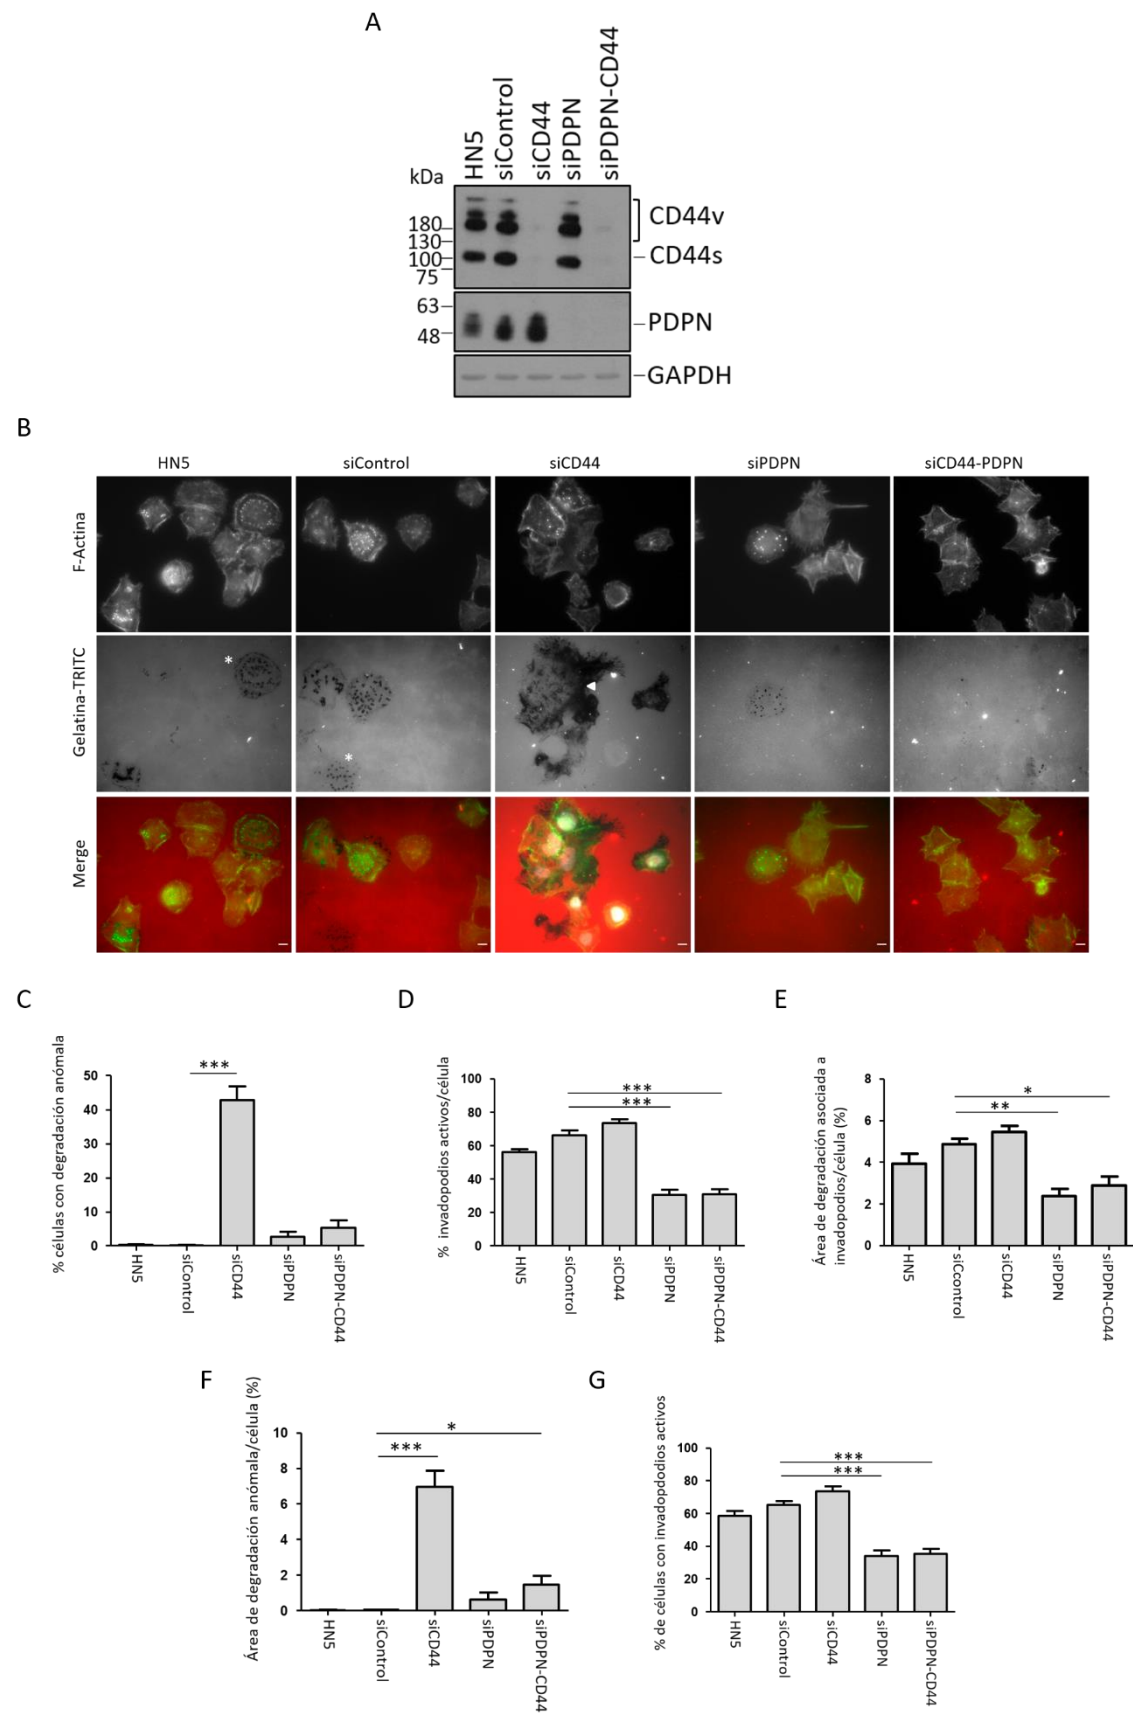 A
HN5
siControl
siCD44
siPDPN
siPDPN-CD44
kDa
180
130
100
75
CD44v
CD44s
63
48
PDPN
GAPDH
B
HN5 siControl siCD44 siPDPN siCD44-PDPN
F-Actina
*
*
Gelatina-TRITC
Merge
C
% células con degradación anómala
***
50
40
30
20
10
0
HN5
siControl
siCD44
siPDPN
siPDPN-CD44
D
% invadopodios activos/célula
***
***
100
80
60
40
20
0
HN5
siControl
siCD44
siPDPN
siPDPN-CD44
E
Área de degradación asociada a
invadopodios/célula (%)
*
**
8
6
4
2
0
HN5
siCcontrol
siCD44
siPDPN
siPDPN-CD44
F
Área de degradación anómala/célula (%)
*
***
10
8
6
4
2
0
HN5
siControl
siCD44
siPDPN
siPDPN-CD44
G
% de células con invadopododios activos
***
***
100
80
60
40
20
0
HN5
siControl
siCD44
siPDPN
siPDPN-CD44